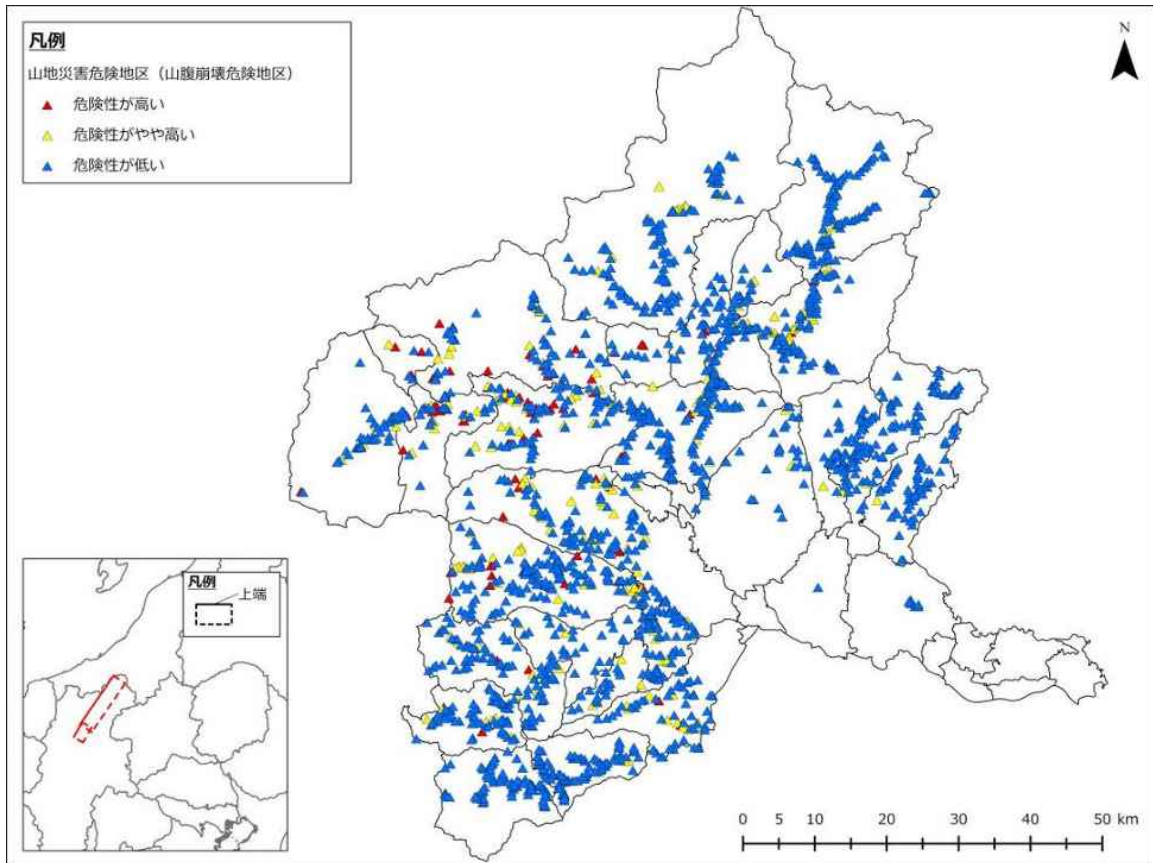 凡例
山地災害危険地区（山腹崩壊危険地区）
危険性が高い
危険性がやや高い
危険性が低い
N
凡例
上端
0 5 10 20 30 40 50 km